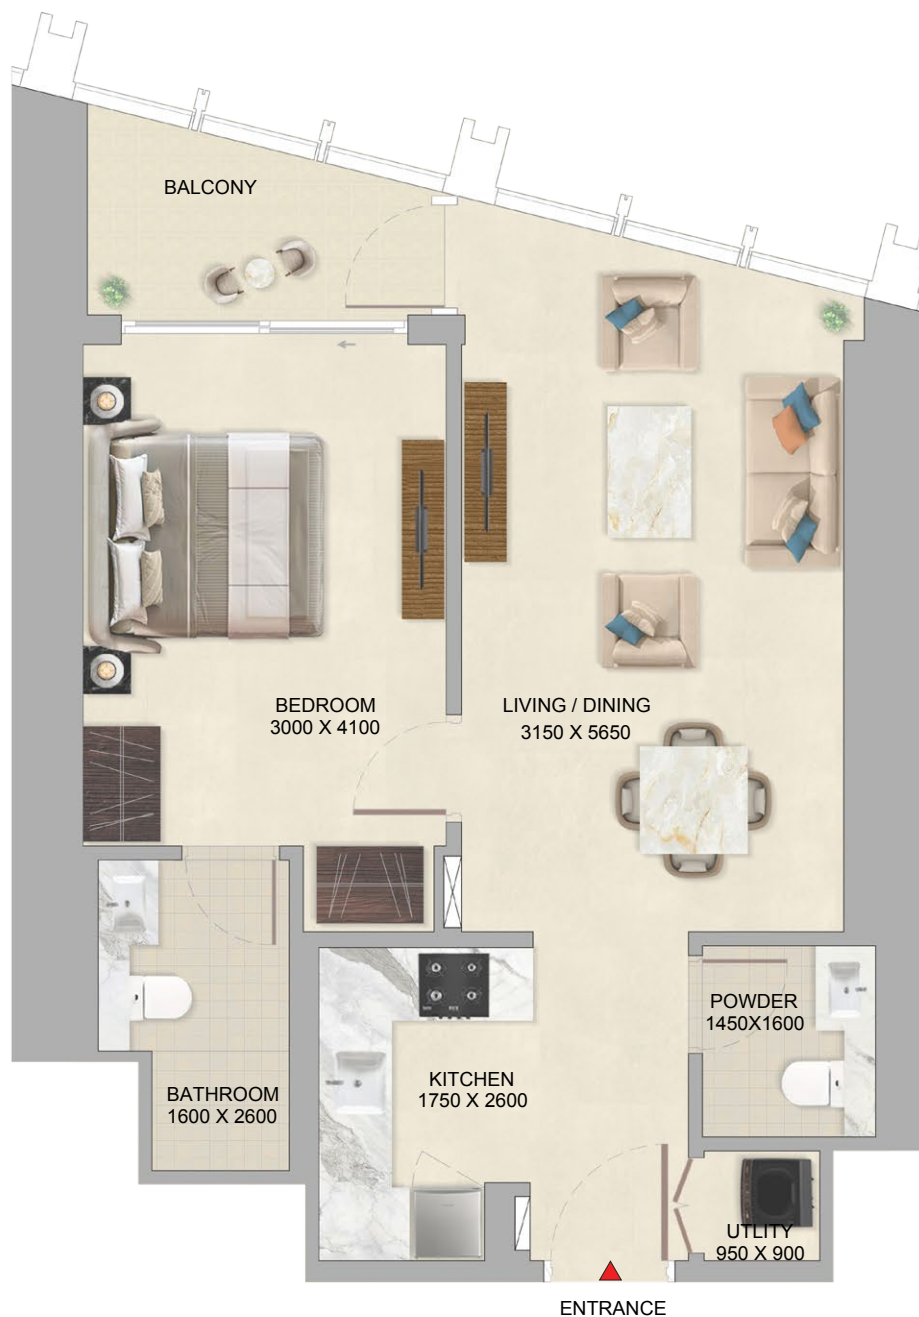 BALCONY
BEDROOM
3000 X 4100
LIVING / DINING
3150 X 5650
POWDER
1450X1600
KITCHEN
1750 X 2600
BATHROOM
1600 X 2600
UTLITY
950 X 900
ENTRANCE